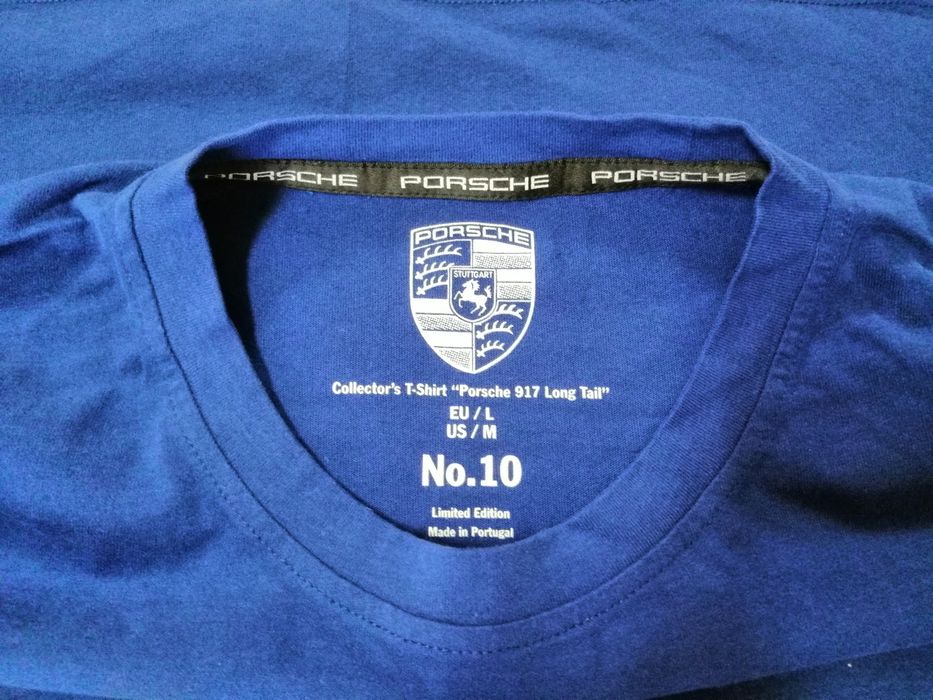 PORSCHE PORSCHE PORSCHE
PORSCHE
STUTTGART
Collector's T-Shirt “Porsche 917 Long Tail”
EU / L
US / M
No.10
Limited Edition
Made in Portugal